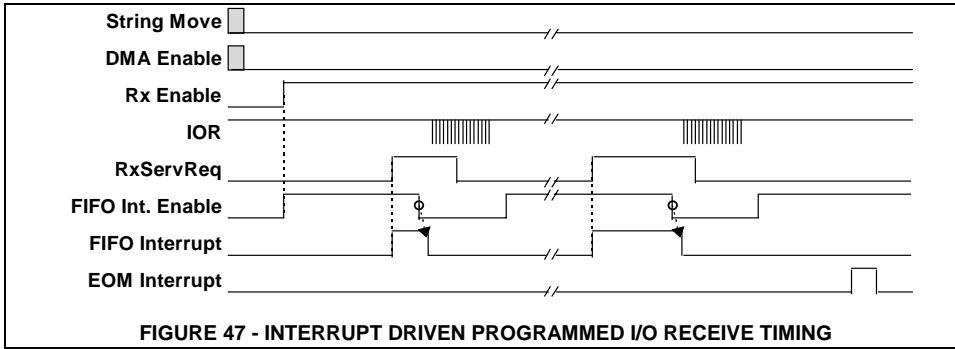 String Move
DMA Enable
Rx Enable
IOR
RxServReq
FIFO Int. Enable
FIFO Interrupt
EOM Interrupt
FIGURE 47 - INTERRUPT DRIVEN PROGRAMMED I/O RECEIVE TIMING